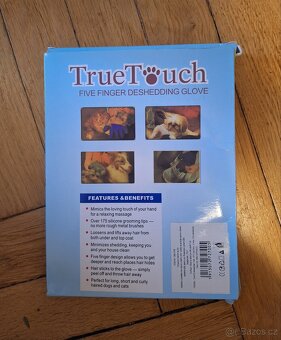 TrueTouch
FIVE FINGER DESHEDDING GLOVE
FEATURES & BENEFITS
Mimics the loving touch of your hand
for a relaxing massage
Over 170 silicone grooming tips —
no more rough metal brushes
Loosens and lifts away hair from
both under and top coat
Minimizes shedding, keeping you
and your house clean
Five finger design allows you to get
deeper and reach places hair hides
Hair sticks to the glove — simply
peel off and throw hair away
Perfect for long, short and curly
haired dogs and cats
bazos.cz